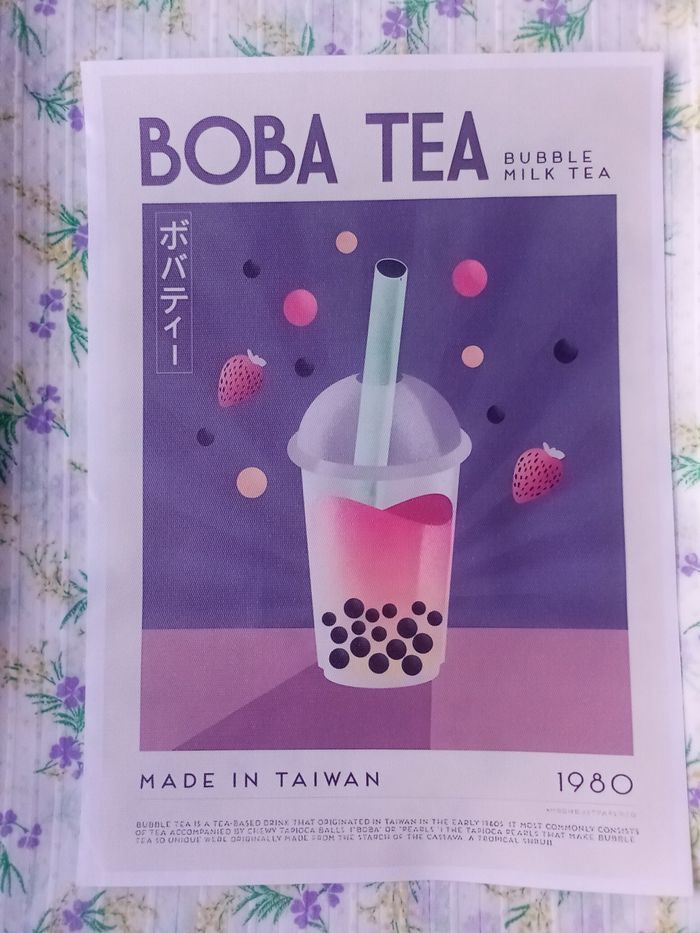 BOBA TEA
BUBBLE
MILK TEA
ボバティー
MADE IN TAIWAN
1980
BUBBLE TEA IS A TEA-BASED DRINK THAT ORIGINATED IN TAIWAN IN THE EARLY 1980S. IT MOST COMMONLY CONSISTS
OF TEA ACCOMPANIED BY CHEWY TAPIOCA BALLS ("BOBA" OR "PEARLS".) THE TAPIOCA PEARLS THAT MAKE BUBBLE
TEA SO UNIQUE WERE ORIGINALLY MADE FROM THE STARCH OF THE CASSAVA, A TROPICAL SHRUB